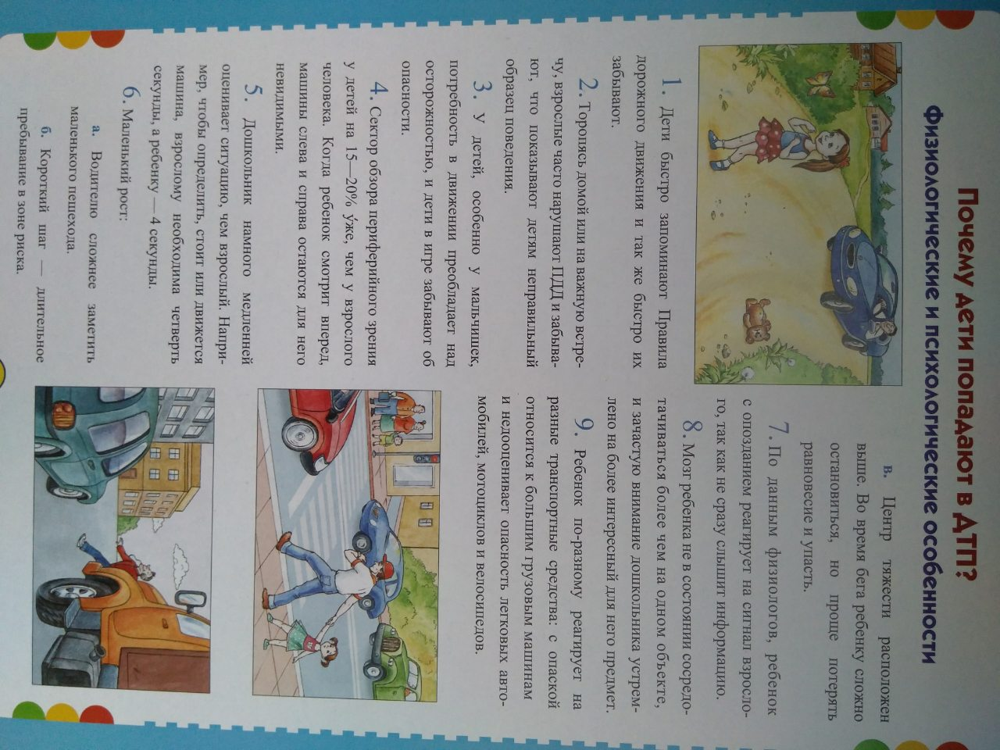 Почему дети попадают в ДТП?
Физиологические и психологические особенности
1. Дети быстро запоминают Правила
дорожного движения и так же быстро их
забывают.
2. Торопясь домой или на важную встре-
чу, взрослые часто нарушают ПДД и забыва-
ют, что показывают детям неправильный
образец поведения.
3. У детей, особенно у мальчишек,
потребность в движении преобладает над
осторожностью, и дети в игре забывают об
опасности.
4. Сектор обзора периферийного зрения
у детей на 15—20% у́же, чем у взрослого
человека. Когда ребенок смотрит вперед,
машины слева и справа остаются для него
невидимыми.
5. Дошкольник намного медленней
оценивает ситуацию, чем взрослый. Напри-
мер, чтобы определить, стоит или движется
машина, взрослому необходима четверть
секунды, а ребенку — 4 секунды.
6. Маленький рост:
а. Водителю сложнее заметить
маленького пешехода.
б. Короткий шаг — длительное
пребывание в зоне риска.
в. Центр тяжести расположен
выше. Во время бега ребенку сложно
остановиться, но проще потерять
равновесие и упасть.
7. По данным физиологов, ребенок
с опозданием реагирует на сигнал взросло-
го, так как не сразу слышит информацию.
8. Мозг ребенка не в состоянии сосредо-
тачиваться более чем на одном объекте,
и зачастую внимание дошкольника устрем-
лено на более интересный для него предмет.
9. Ребенок по-разному реагирует на
разные транспортные средства: с опаской
относится к большим грузовым машинам
и недооценивает опасность легковых авто-
мобилей, мотоциклов и велосипедов.